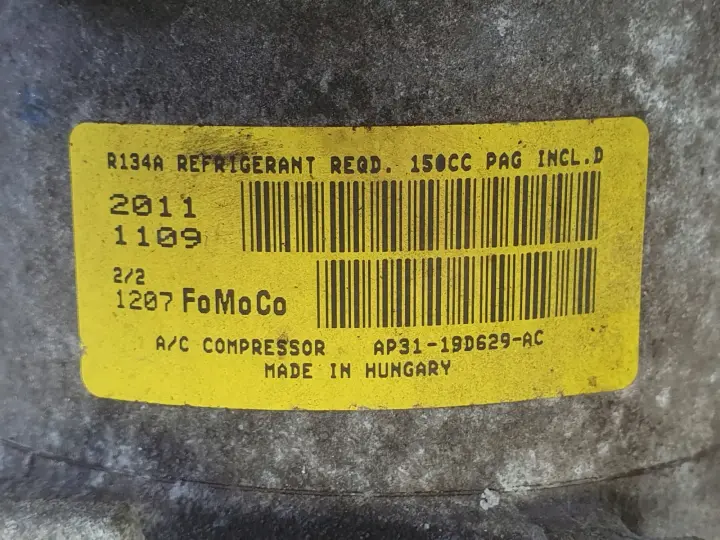 R134A REFRIGERANT REQD. 150CC PAG INCL.D
2011
1109
2/2
1207 FoMoCo
A/C COMPRESSOR AP31-19D629-AC
MADE IN HUNGARY